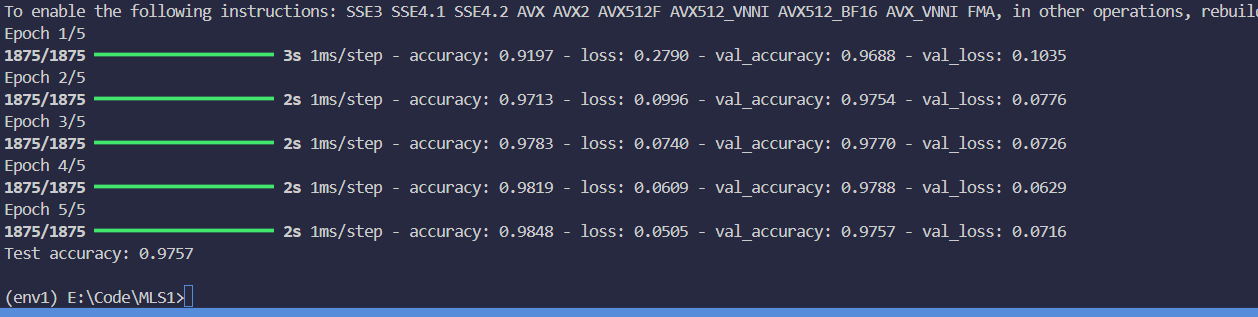 To enable the following instructions: SSE3 SSE4.1 SSE4.2 AVX AVX2 AVX512F AVX512_VNNI AVX512_BF16 AVX_VNNI FMA, in other operations, rebuil
Epoch 1/5
1875/1875 3s 1ms/step - accuracy: 0.9197 - loss: 0.2790 - val_accuracy: 0.9688 - val_loss: 0.1035
Epoch 2/5
1875/1875 2s 1ms/step - accuracy: 0.9713 - loss: 0.0996 - val_accuracy: 0.9754 - val_loss: 0.0776
Epoch 3/5
1875/1875 2s 1ms/step - accuracy: 0.9783 - loss: 0.0740 - val_accuracy: 0.9770 - val_loss: 0.0726
Epoch 4/5
1875/1875 2s 1ms/step - accuracy: 0.9819 - loss: 0.0609 - val_accuracy: 0.9788 - val_loss: 0.0629
Epoch 5/5
1875/1875 2s 1ms/step - accuracy: 0.9848 - loss: 0.0505 - val_accuracy: 0.9757 - val_loss: 0.0716
Test accuracy: 0.9757
(env1) E:\Code\MLS1>